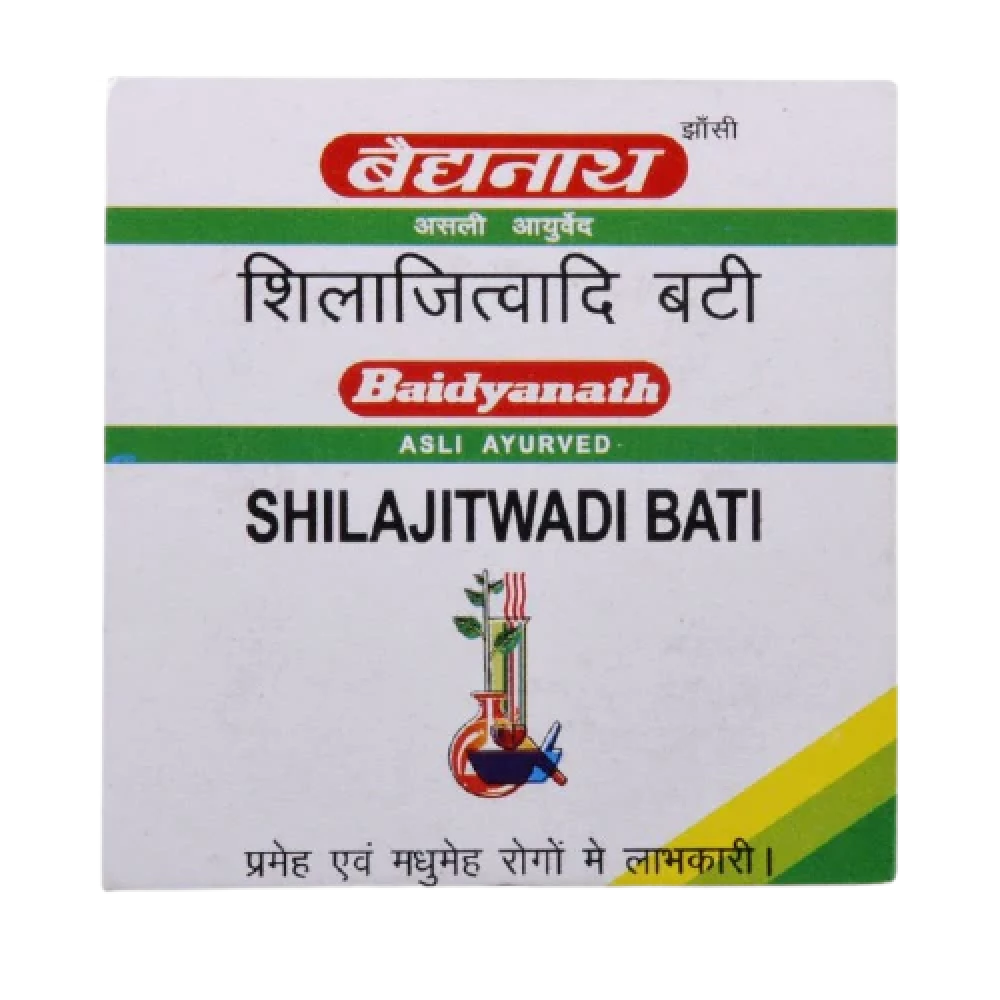 झाँसी
बैद्यनाथ
असली आयुर्वेद
शिलाजित्वादि बटी
Baidyanath
ASLI AYURVED
SHILAJITWADI BATI
प्रमेह एवं मधुमेह रोगों मे लाभकारी।